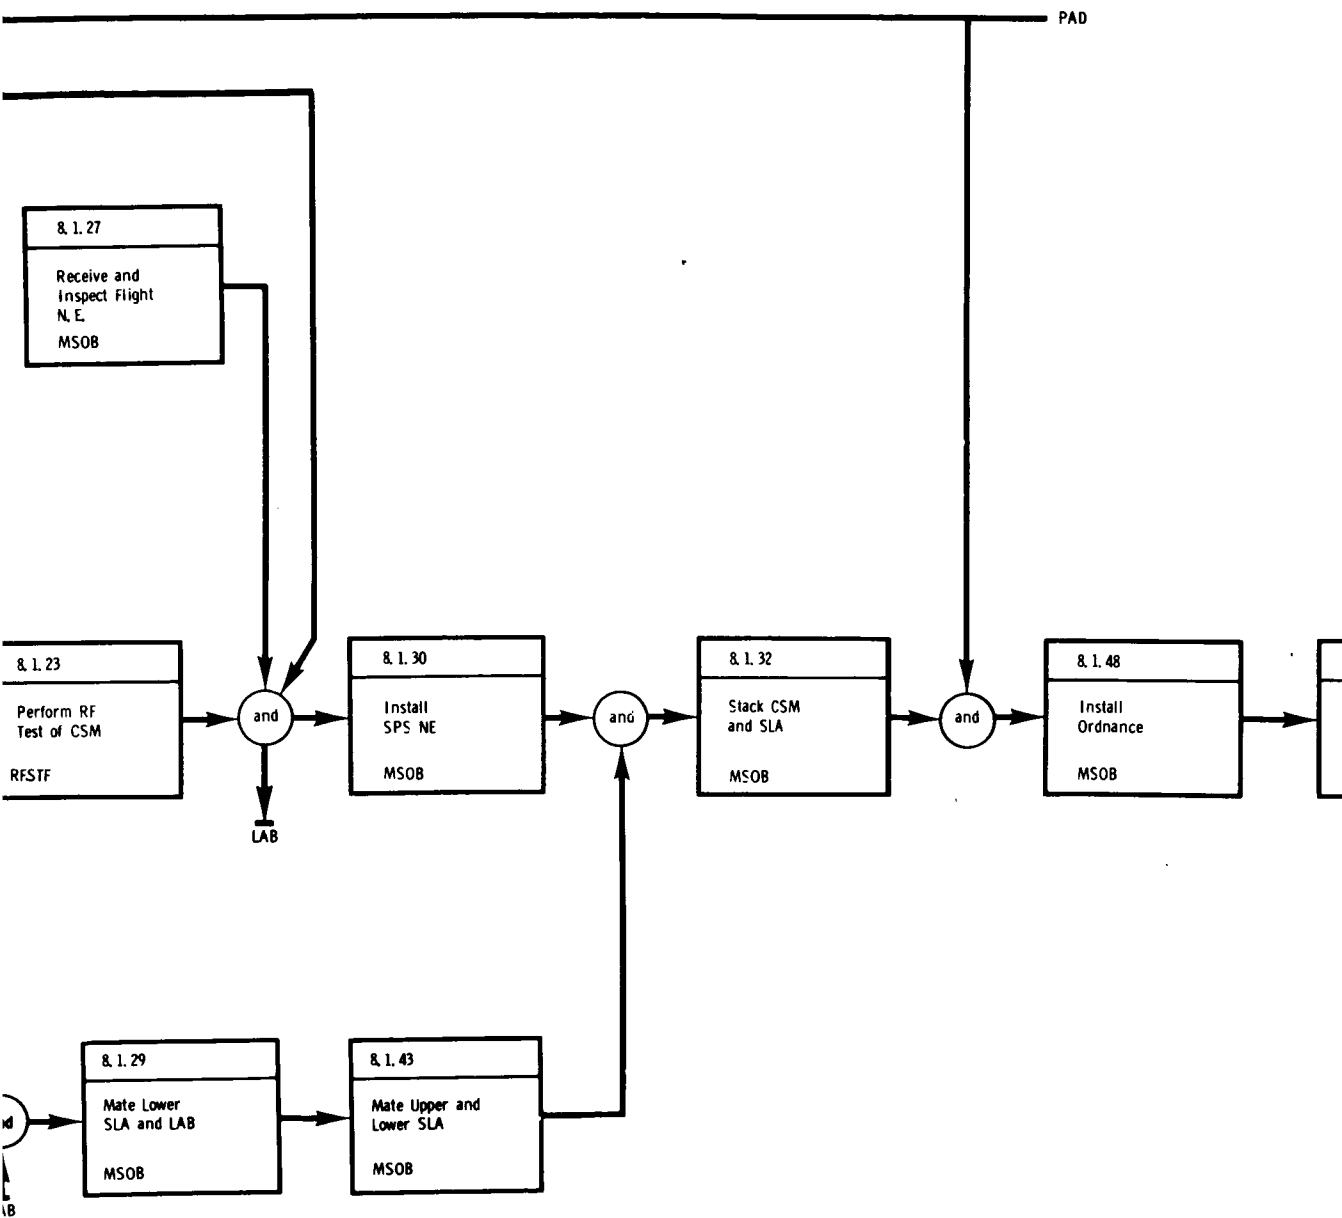 PAD
8.1.27
Receive and
Inspect Flight
N.E.
MSOB
8.1.23
Perform RF
Test of CSM
RFSTF
and
LAB
8.1.30
Install
SPS NE
MSOB
and
8.1.32
Stack CSM
and SLA
MSOB
and
8.1.48
Install
Ordnance
MSOB
8.1.29
Mate Lower
SLA and LAB
MSOB
8.1.43
Mate Upper and
Lower SLA
MSOB